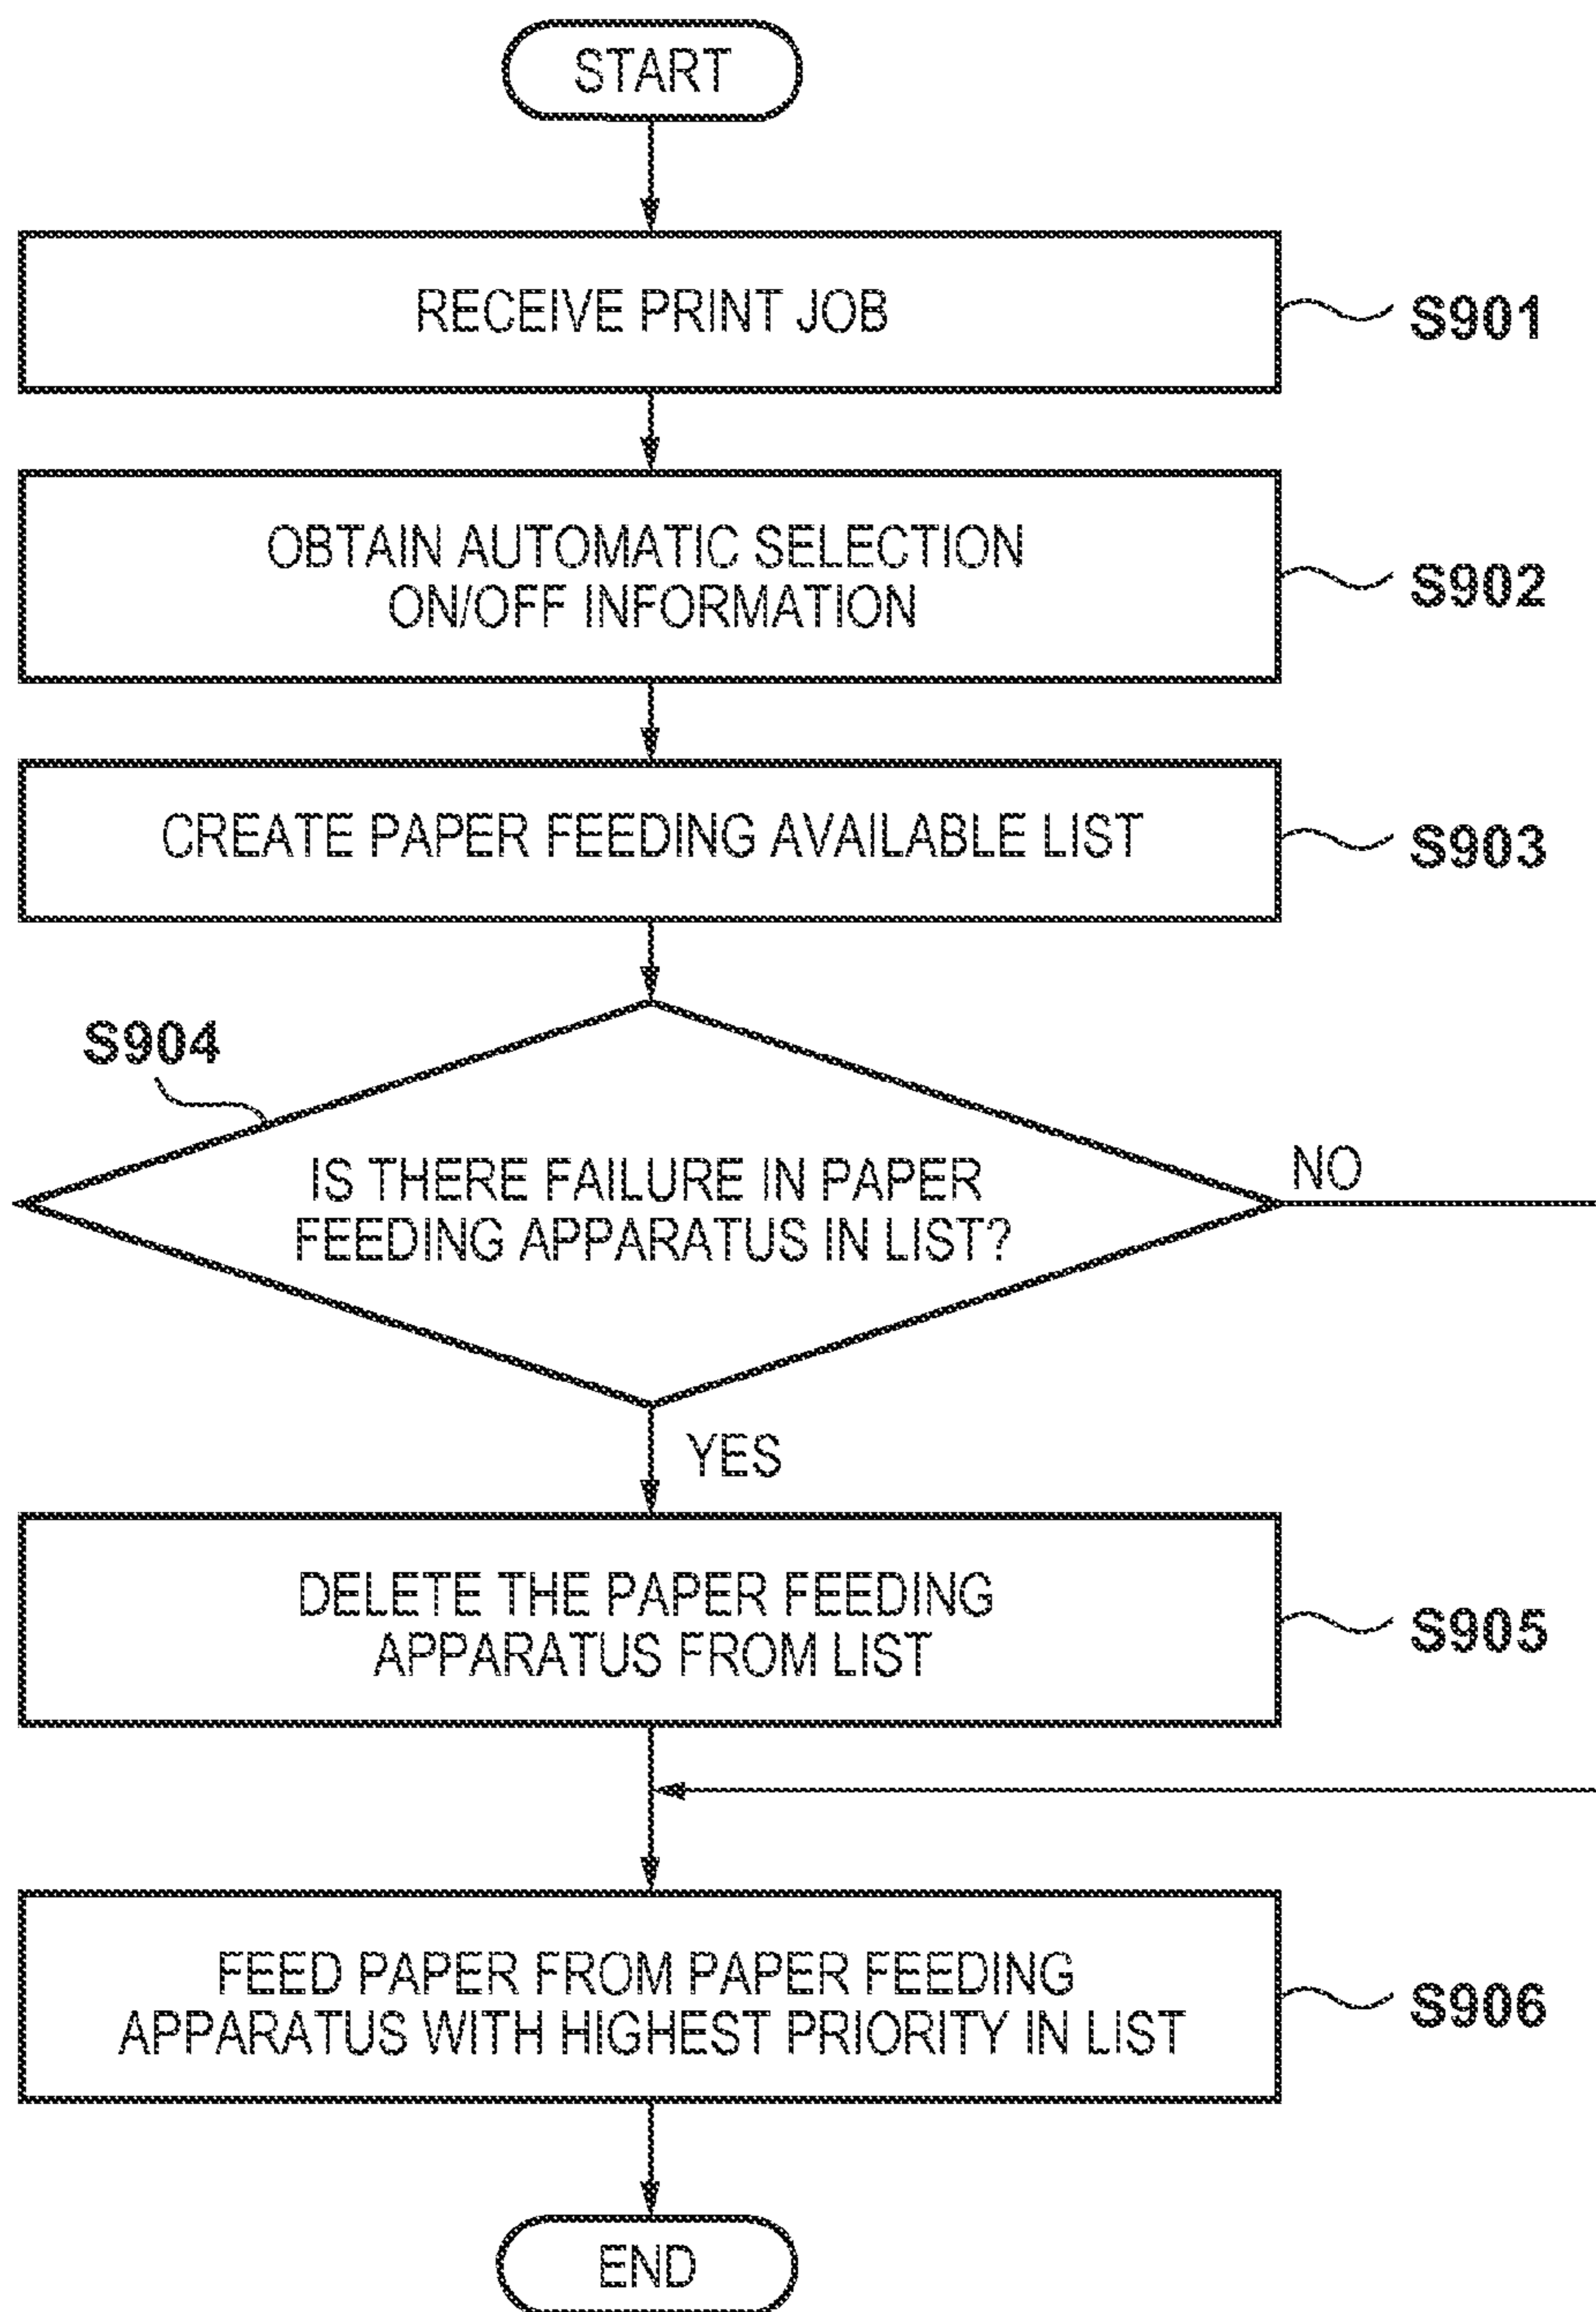 START
RECEIVE PRINT JOB
S901
OBTAIN AUTOMATIC SELECTION
ON/OFF INFORMATION
S902
CREATE PAPER FEEDING AVAILABLE LIST
S903
S904
IS THERE FAILURE IN PAPER
FEEDING APPARATUS IN LIST?
NO
YES
DELETE THE PAPER FEEDING
APPARATUS FROM LIST
S905
FEED PAPER FROM PAPER FEEDING
APPARATUS WITH HIGHEST PRIORITY IN LIST
S906
END